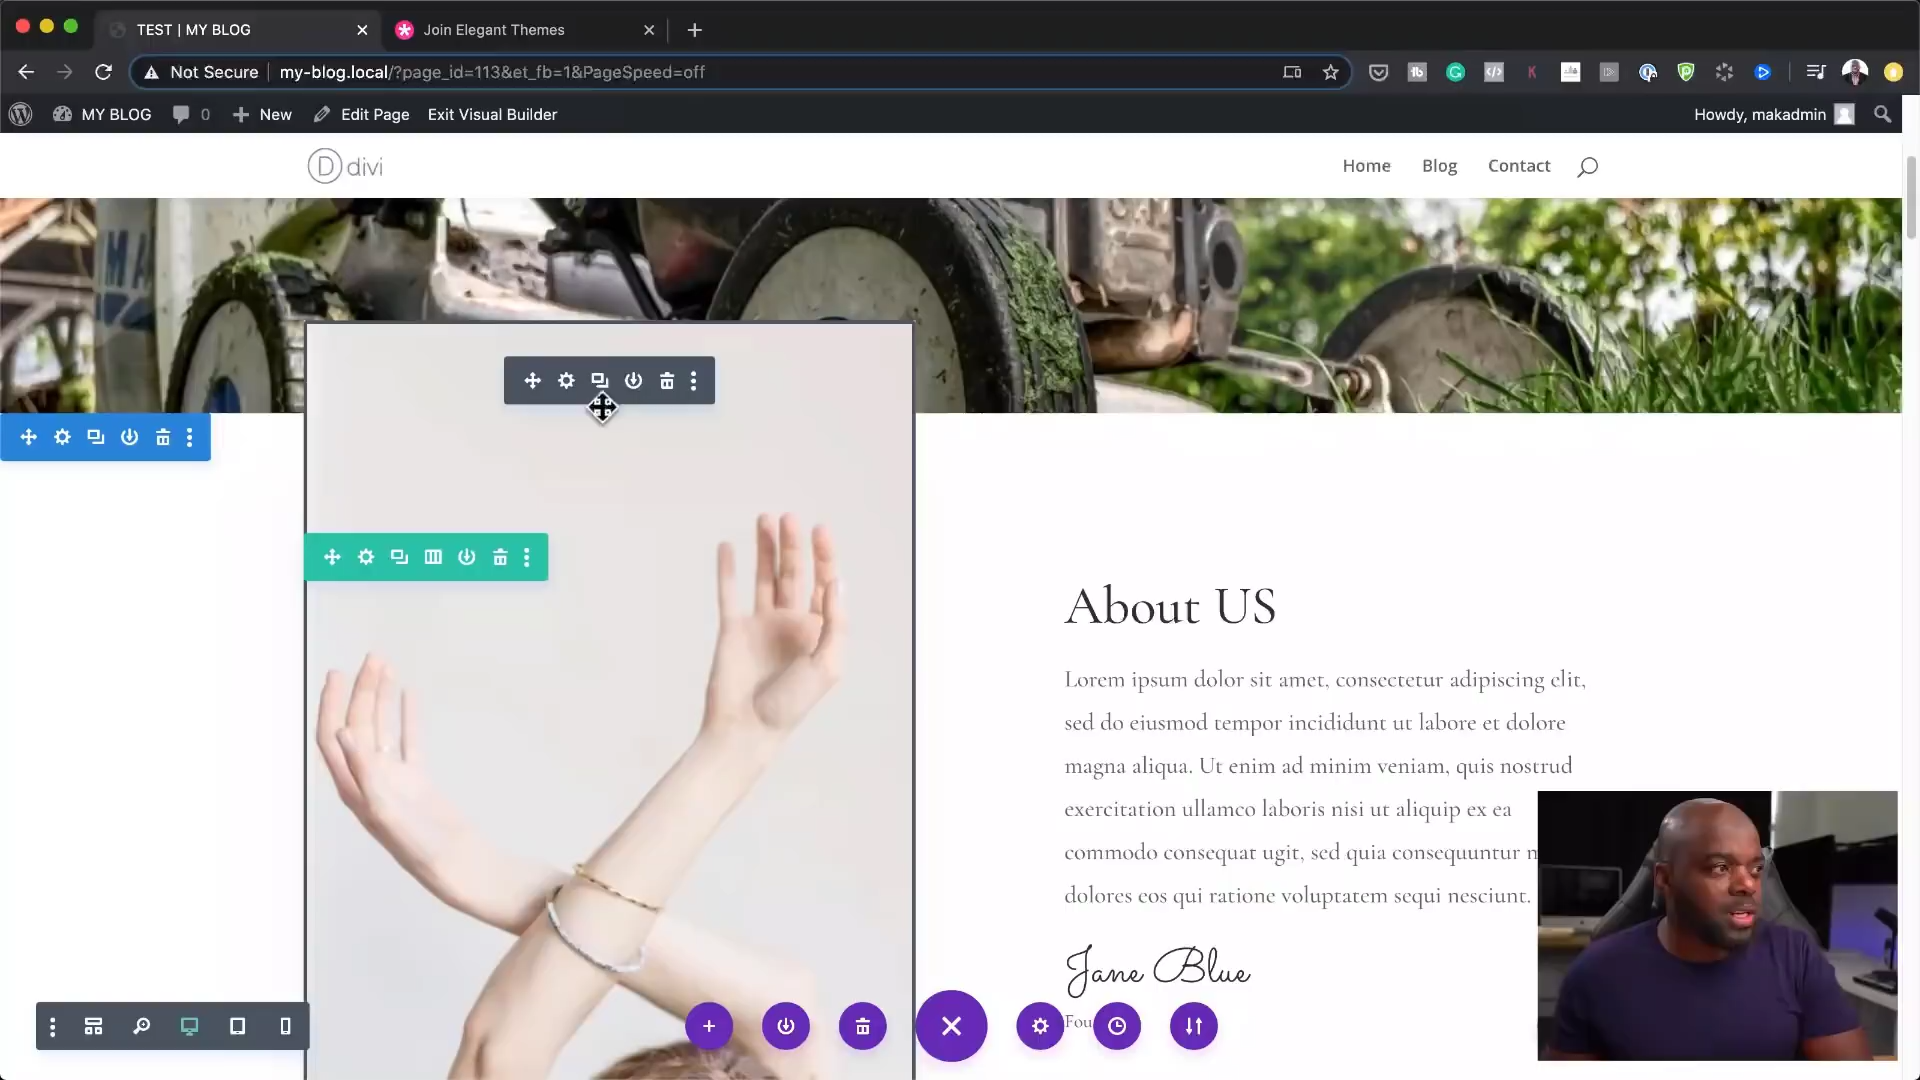 TEST | MY BLOG
Join Elegant Themes
Not Secure
my-blog.local/?page_id=113&et_fb=1&PageSpeed=off
MY BLOG
0
New
Edit Page
Exit Visual Builder
Howdy, makadmin
D divi
Home
Blog
Contact
MA
About US
Lorem ipsum dolor sit amet, consectetur adipiscing elit,
sed do eiusmod tempor incididunt ut labore et dolore
magna aliqua. Ut enim ad minim veniam, quis nostrud
exercitation ullamco laboris nisi ut aliquip ex ea
commodo consequat ugit, sed quia consequuntur
dolores eos qui ratione voluptatem sequi nesciunt.
Jane Blue